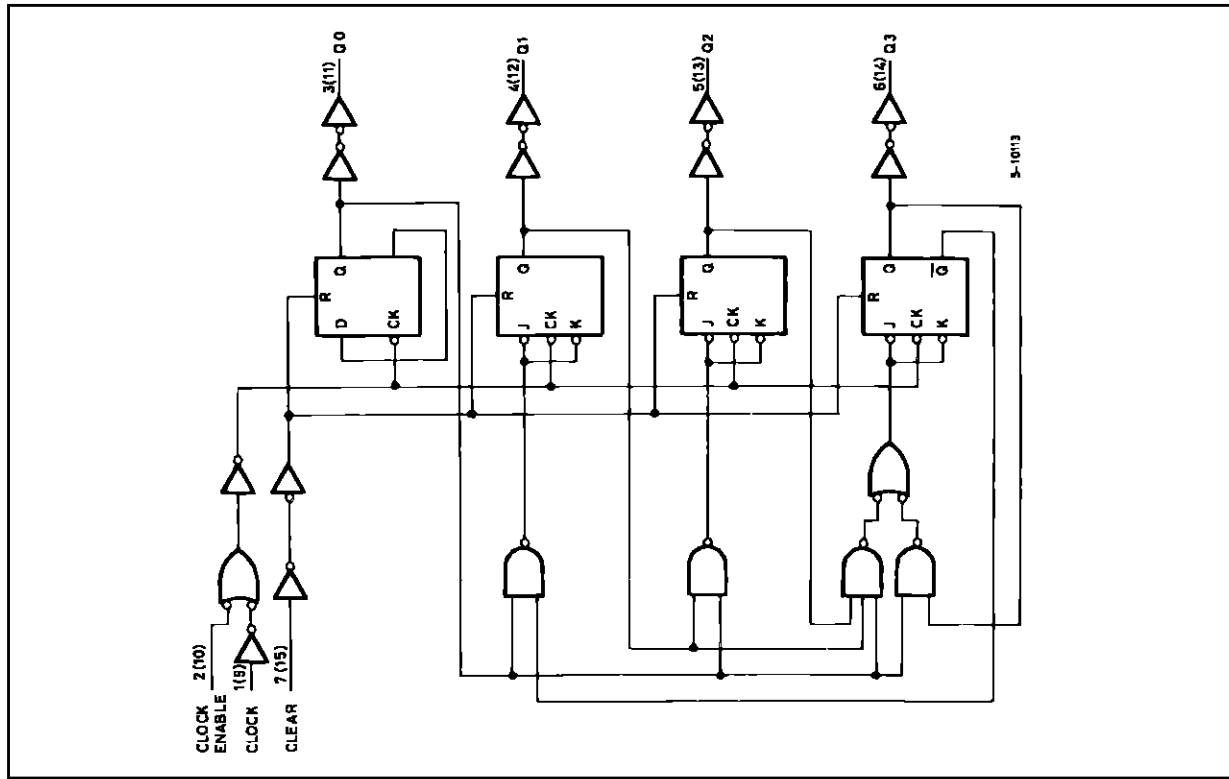 3(11) Q0
4(12) Q1
5(13) Q2
6(14) Q3
Q
R
D
CK
Q
R
J
CK
K
Q
R
J
CK
K
Q
Q̅
R
J
CK
K
CLOCK ENABLE 2(10)
CLOCK 1(9)
CLEAR 7(15)
S-10113